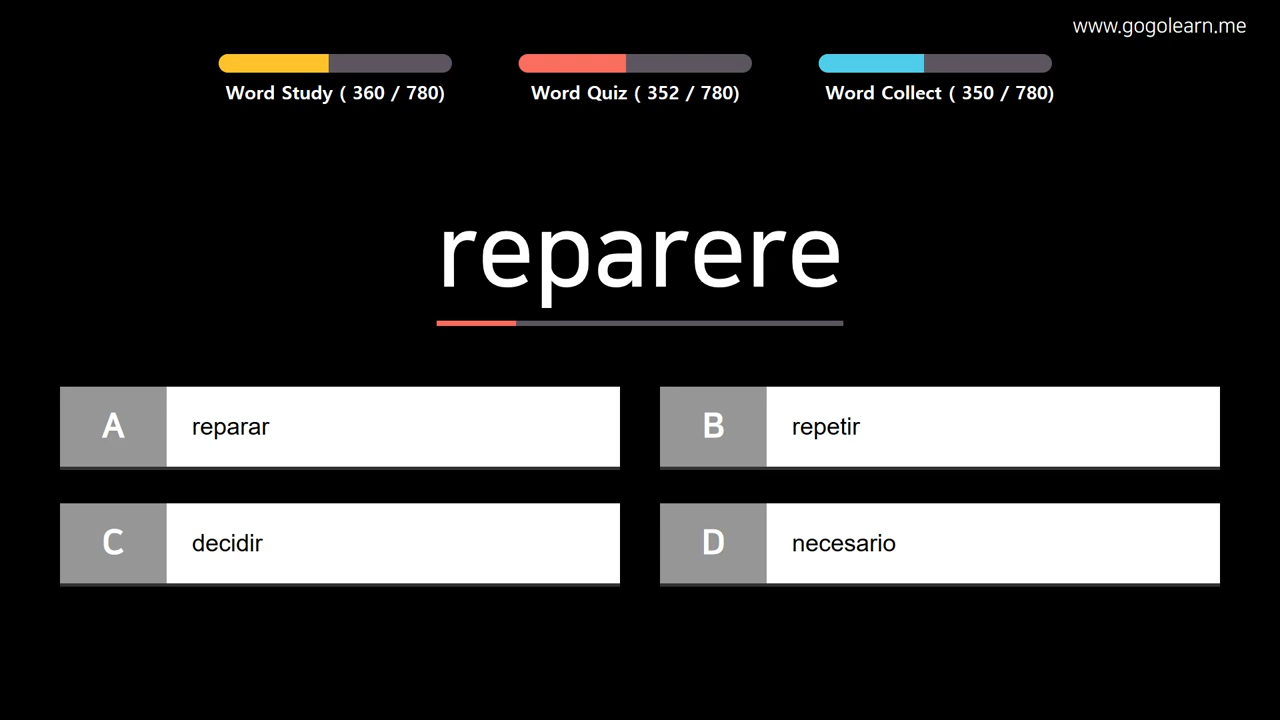 www.gogolearn.me
Word Study ( 360 / 780)
Word Quiz ( 352 / 780)
Word Collect ( 350 / 780)
reparere
A reparar
B repetir
C decidir
D necesario